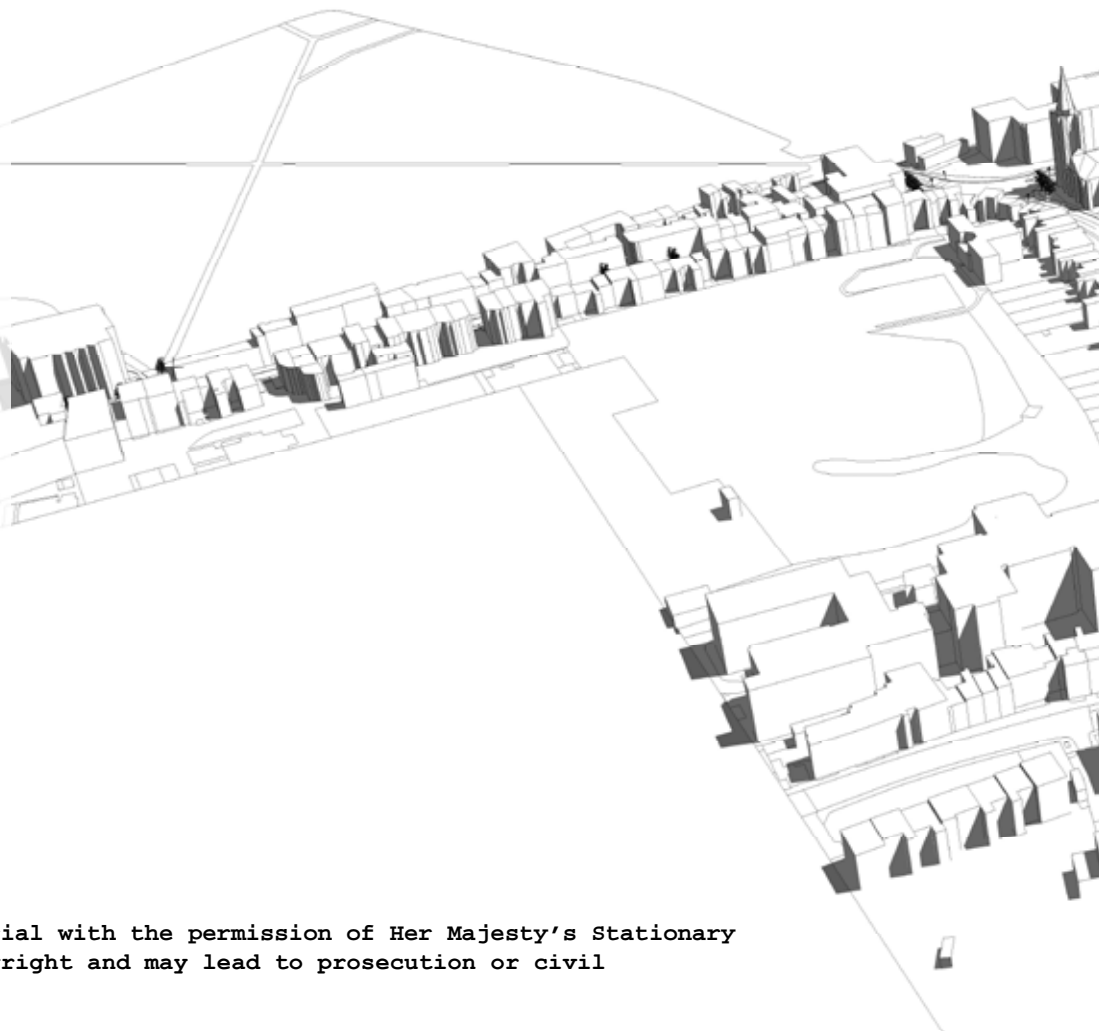 ial with the permission of Her Majesty’s Stationary
right and may lead to prosecution or civil